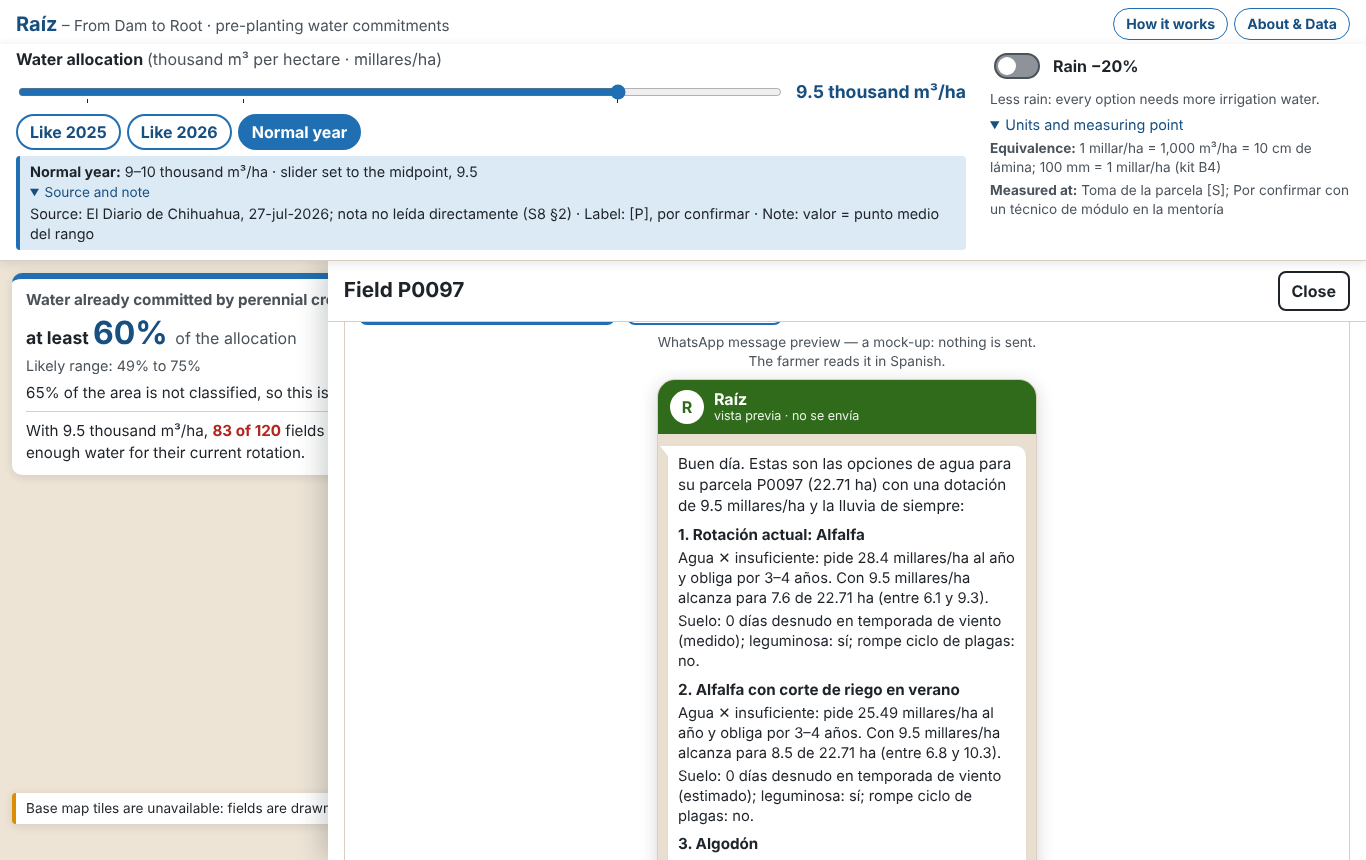 Raíz – From Dam to Root · pre-planting water commitments
How it works
About & Data
Water allocation (thousand m³ per hectare · millares/ha)
9.5 thousand m³/ha
Like 2025
Like 2026
Normal year
Normal year: 9–10 thousand m³/ha · slider set to the midpoint, 9.5
▼ Source and note
Source: El Diario de Chihuahua, 27-jul-2026; nota no leída directamente (S8 §2) · Label: [P], por confirmar · Note: valor = punto medio
del rango
Rain −20%
Less rain: every option needs more irrigation water.
▼ Units and measuring point
Equivalence: 1 millar/ha = 1,000 m³/ha = 10 cm de
lámina; 100 mm = 1 millar/ha (kit B4)
Measured at: Toma de la parcela [S]; Por confirmar con
un técnico de módulo en la mentoría
Water already committed by perennial cr
at least 60% of the allocation
Likely range: 49% to 75%
65% of the area is not classified, so this is
With 9.5 thousand m³/ha, 83 of 120 fields
enough water for their current rotation.
Base map tiles are unavailable: fields are drawn
Field P0097
Close
WhatsApp message preview — a mock-up: nothing is sent.
The farmer reads it in Spanish.
R
Raíz
vista previa · no se envía
Buen día. Estas son las opciones de agua para
su parcela P0097 (22.71 ha) con una dotación
de 9.5 millares/ha y la lluvia de siempre:
1. Rotación actual: Alfalfa
Agua ✕ insuficiente: pide 28.4 millares/ha al año
y obliga por 3–4 años. Con 9.5 millares/ha
alcanza para 7.6 de 22.71 ha (entre 6.1 y 9.3).
Suelo: 0 días desnudo en temporada de viento
(medido); leguminosa: sí; rompe ciclo de plagas:
no.
2. Alfalfa con corte de riego en verano
Agua ✕ insuficiente: pide 25.49 millares/ha al
año y obliga por 3–4 años. Con 9.5 millares/ha
alcanza para 8.5 de 22.71 ha (entre 6.8 y 10.3).
Suelo: 0 días desnudo en temporada de viento
(estimado); leguminosa: sí; rompe ciclo de
plagas: no.
3. Algodón